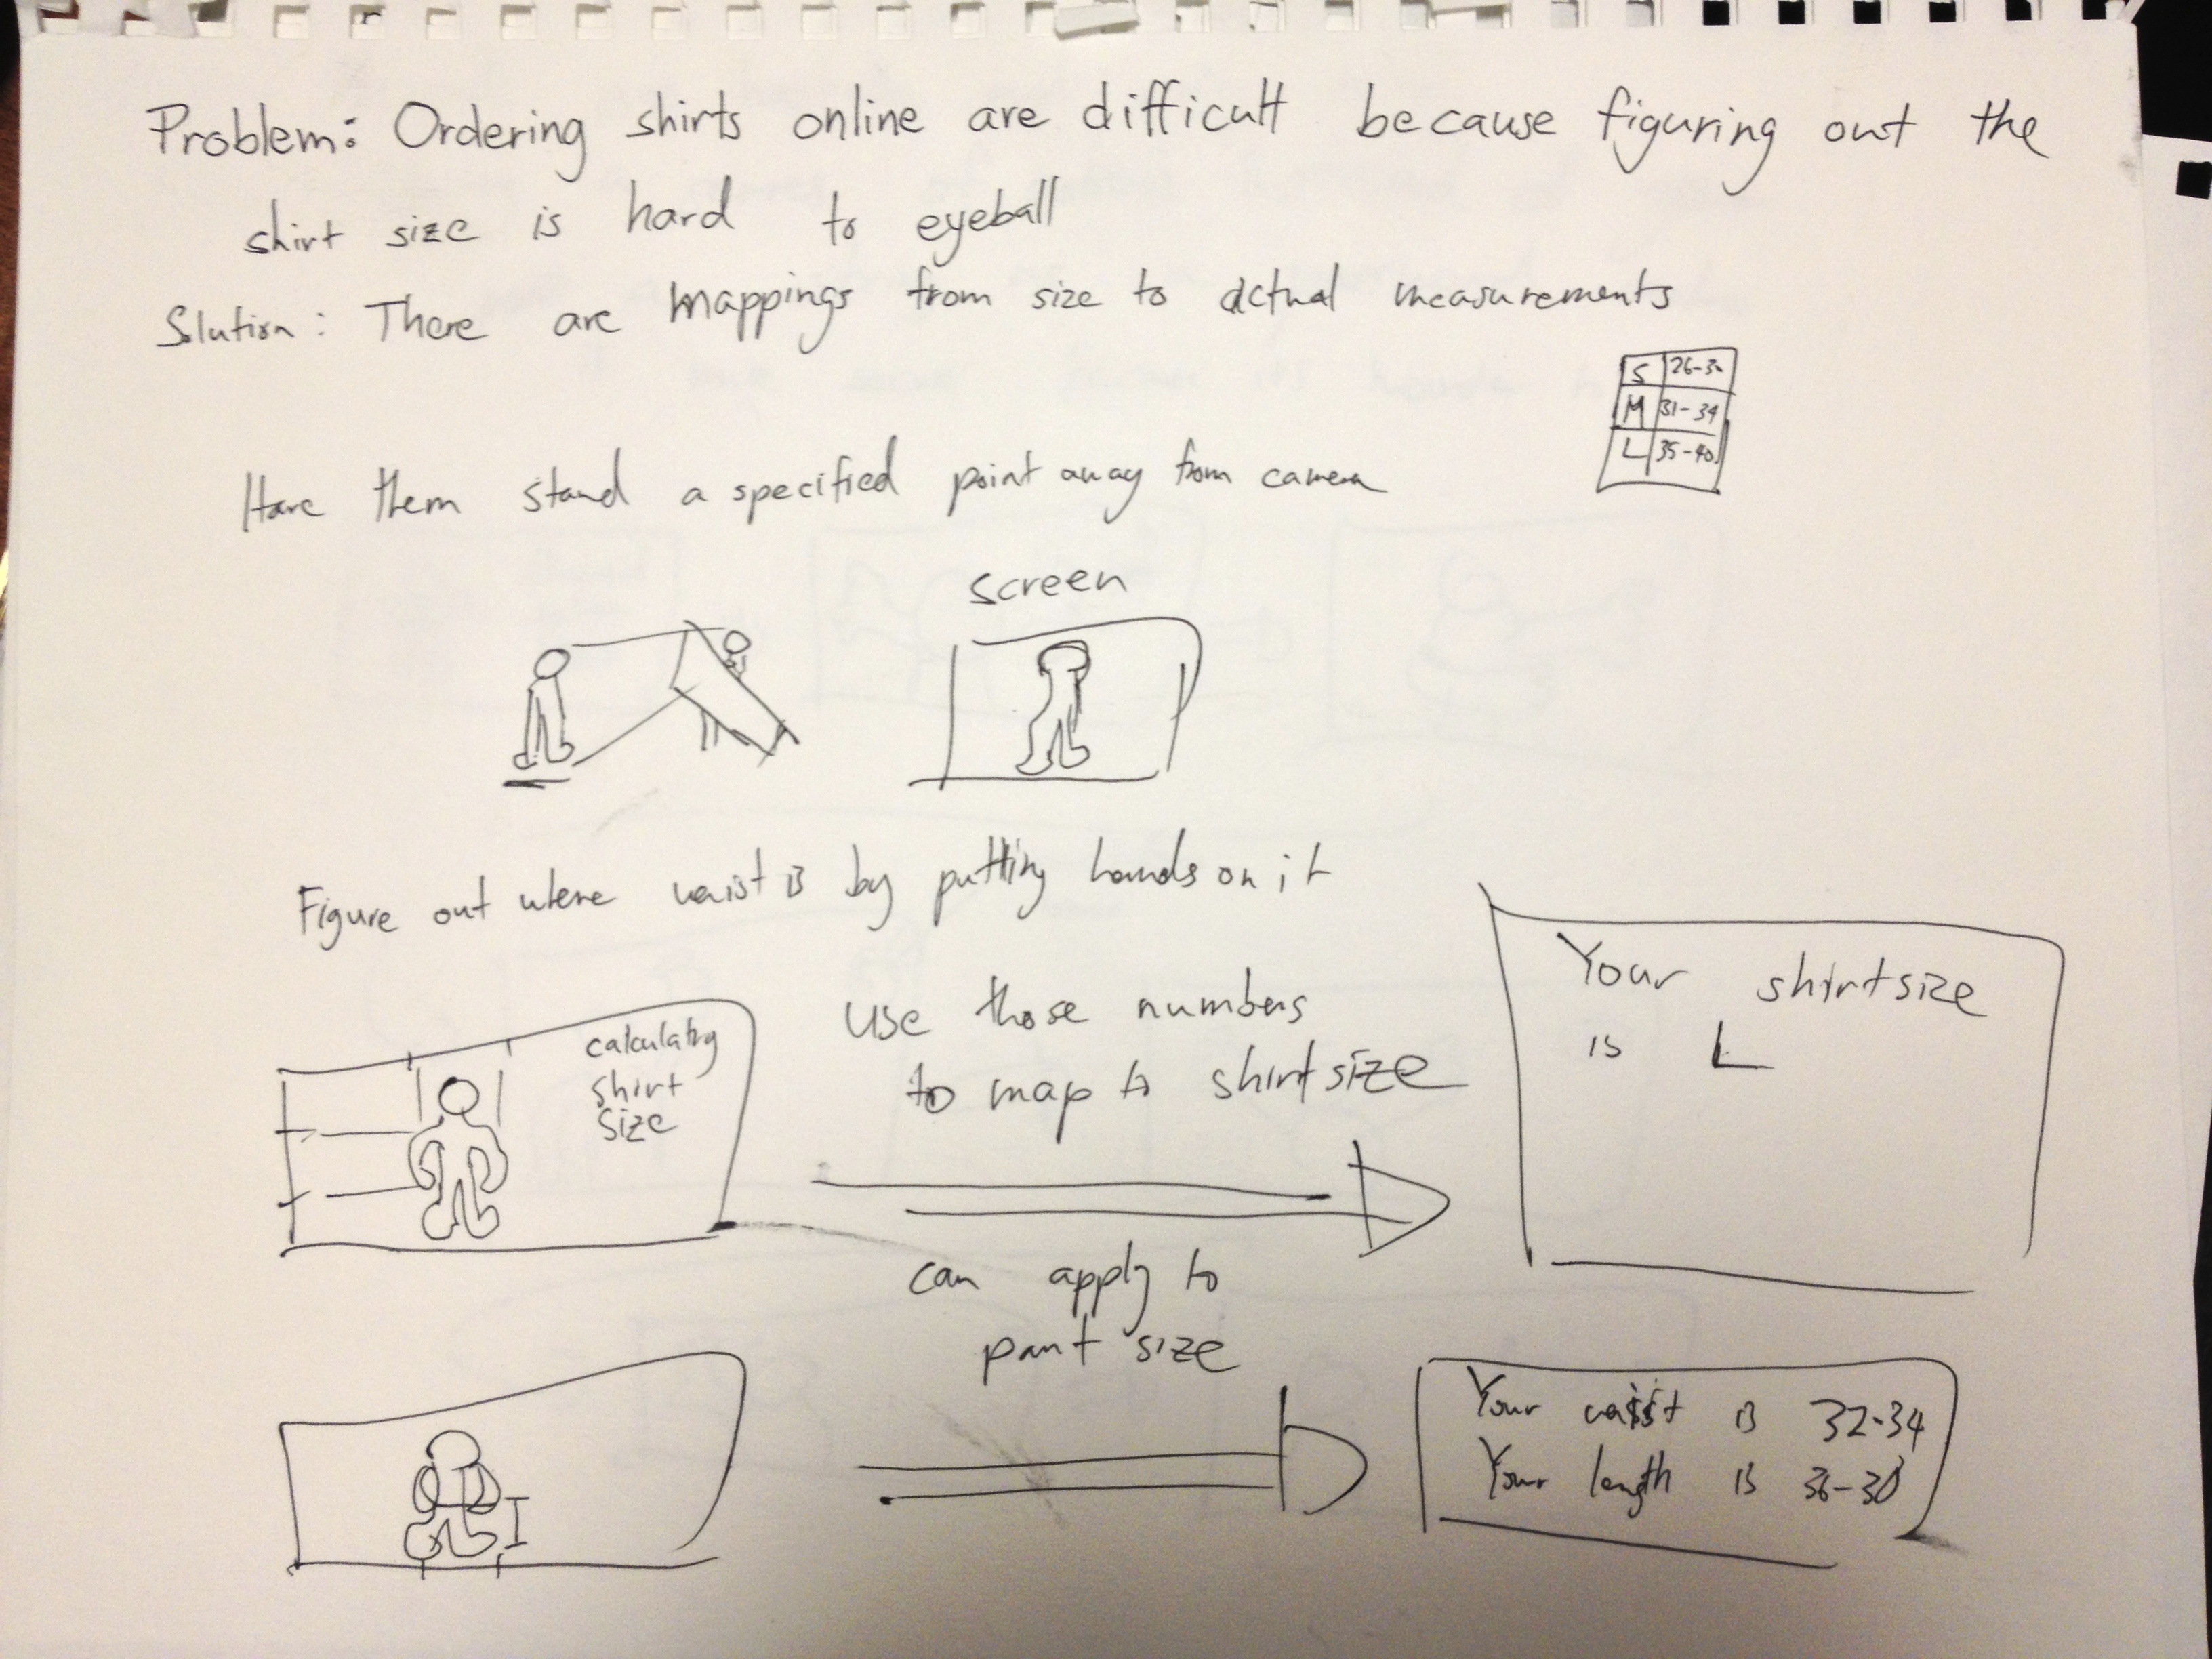 Problem: Ordering shirts online are difficult because figuring out the
shirt size is hard to eyeball
Slution: There are mappings from size to actual measurements
S 26-30
M 31-34
L 35-40
Have them stand a specified point away from camera
screen
Figure out where waist is by putting hands on it
calculating
shirt
size
Use those numbers
to map to shirt size
Your shirt size
is L
can apply to
pant size
Your waist is 32-34
Your length is 36-30